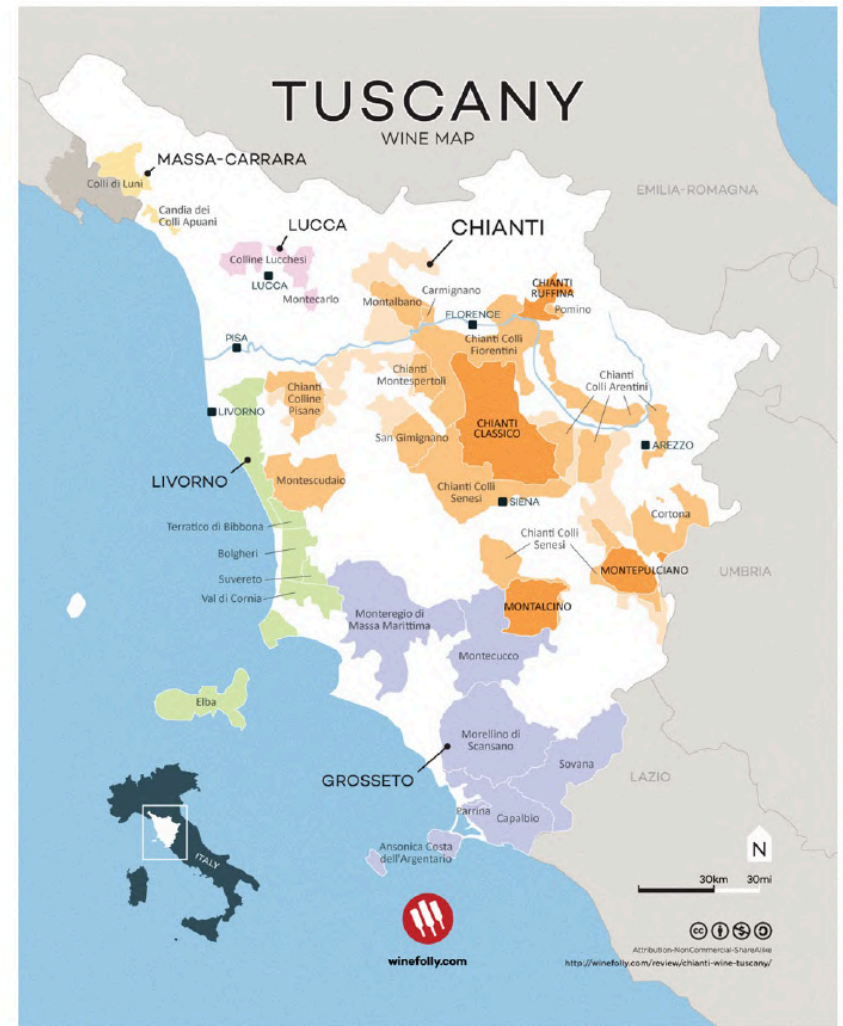 TUSCANY
WINE MAP
MASSA-CARRARA
Colli di Luni
EMILIA-ROMAGNA
Candia dei
Colli Apuani
LUCCA
CHIANTI
Colline Lucchesi
LUCCA
Montecarlo
CHIANTI
RUFFINA
Carmignano
Montalbano
Pomino
FLORENCE
PISA
Chianti Colli
Fiorentini
Chianti
Montespertoli
Chianti
Colli Arentini
Chianti
Colline
Pisane
LIVORNO
CHIANTI
CLASSICO
San Gimignano
AREZZO
LIVORNO
Montescudaio
Chianti Colli
Senesi
SIENA
Cortona
Terratico di Bibbona
Chianti Colli
Senesi
Bolgheri
MONTEPULCIANO
UMBRIA
Suvereto
Val di Cornia
MONTALCINO
Monteregio di
Massa Marittima
Montecucco
Elba
Morellino di
Scansano
Sovana
GROSSETO
LAZIO
Parrina
Capalbio
Ansonica Costa
dell'Argentario
ITALY
N
30km 30mi
winefolly.com
cc
Attribution-NonCommercial-ShareAlike
http://winefolly.com/review/chianti-wine-tuscany/